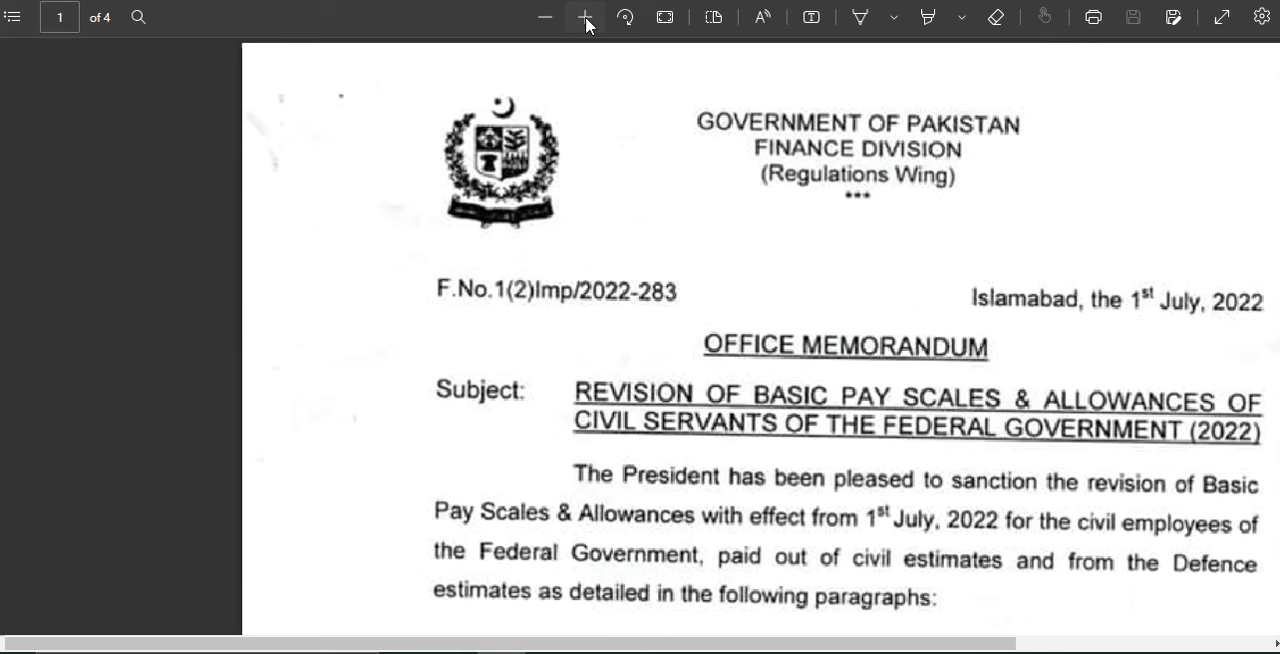 1 of 4
GOVERNMENT OF PAKISTAN
FINANCE DIVISION
(Regulations Wing)
***
F.No.1(2)Imp/2022-283
Islamabad, the 1st July, 2022
OFFICE MEMORANDUM
Subject: REVISION OF BASIC PAY SCALES & ALLOWANCES OF
CIVIL SERVANTS OF THE FEDERAL GOVERNMENT (2022)
The President has been pleased to sanction the revision of Basic
Pay Scales & Allowances with effect from 1st July, 2022 for the civil employees of
the Federal Government, paid out of civil estimates and from the Defence
estimates as detailed in the following paragraphs: